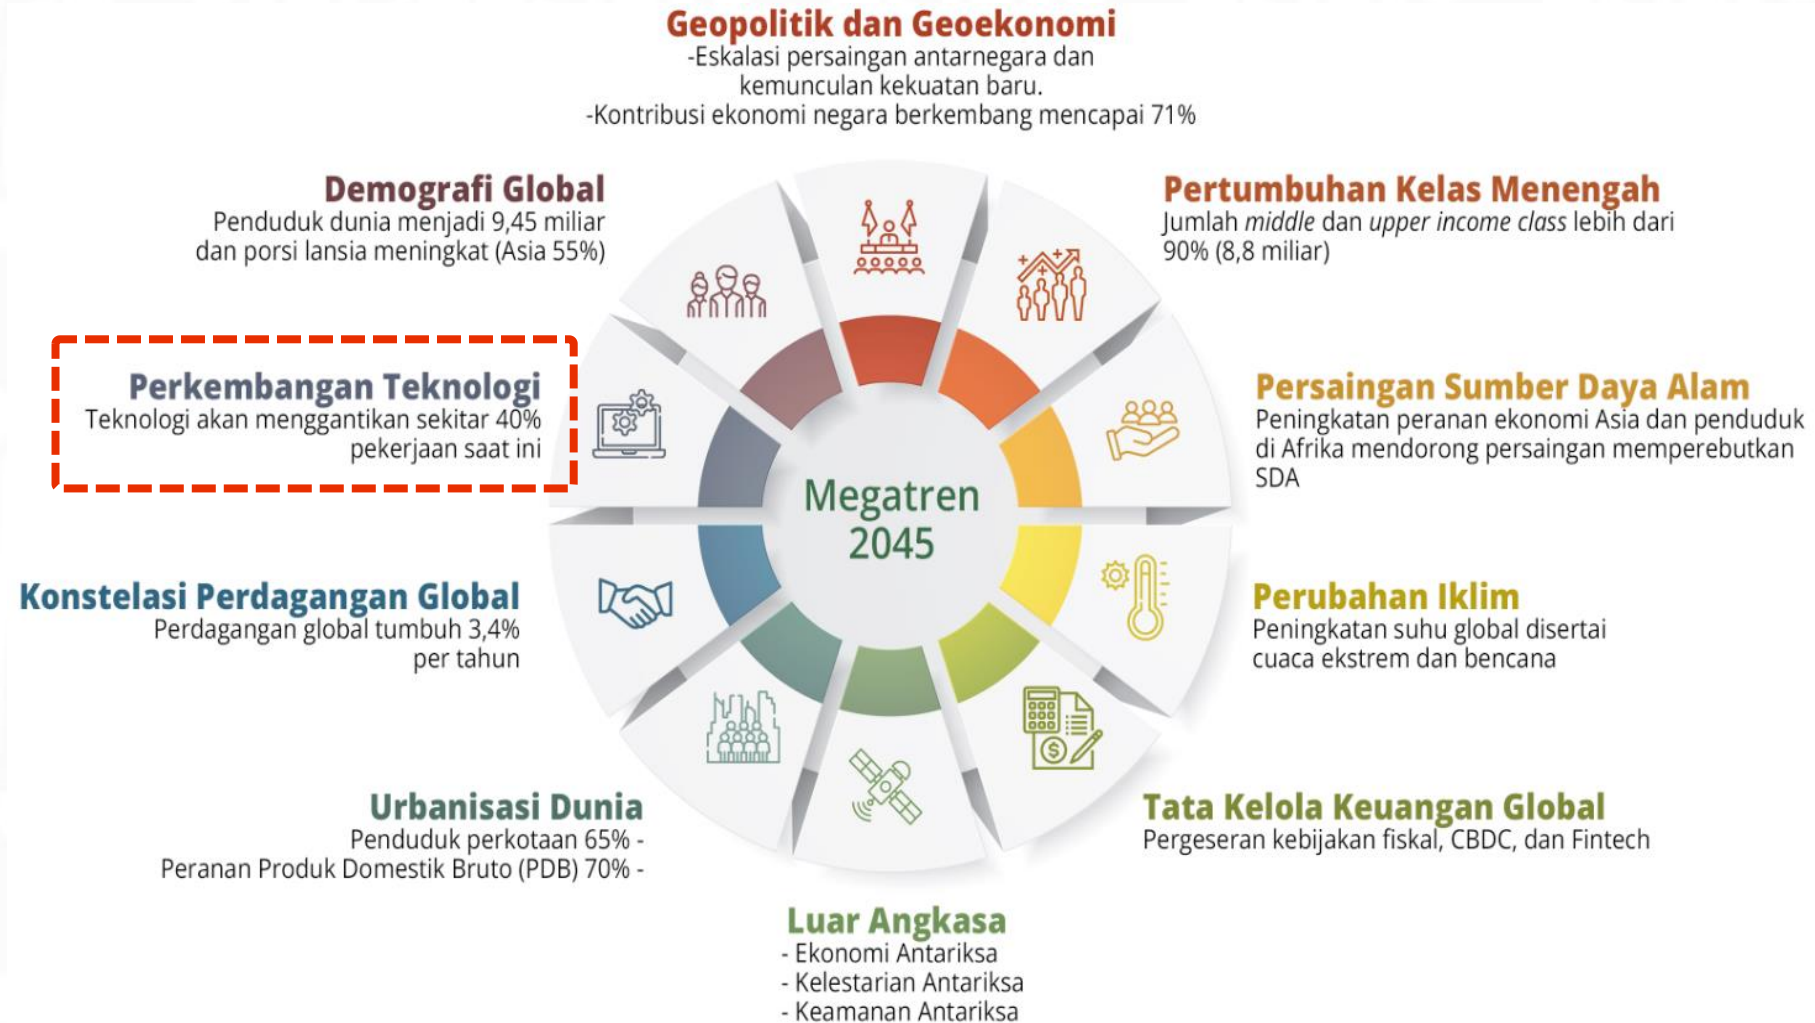 Geopolitik dan Geoekonomi
-Eskalasi persaingan antarnegara dan
kemunculan kekuatan baru.
-Kontribusi ekonomi negara berkembang mencapai 71%
Demografi Global
Penduduk dunia menjadi 9,45 miliar
dan porsi lansia meningkat (Asia 55%)
Pertumbuhan Kelas Menengah
Jumlah middle dan upper income class lebih dari
90% (8,8 miliar)
Perkembangan Teknologi
Teknologi akan menggantikan sekitar 40%
pekerjaan saat ini
Persaingan Sumber Daya Alam
Peningkatan peranan ekonomi Asia dan penduduk
di Afrika mendorong persaingan memperebutkan
SDA
Megatren
2045
Konstelasi Perdagangan Global
Perdagangan global tumbuh 3,4%
per tahun
Perubahan Iklim
Peningkatan suhu global disertai
cuaca ekstrem dan bencana
Urbanisasi Dunia
Penduduk perkotaan 65% -
Peranan Produk Domestik Bruto (PDB) 70% -
Tata Kelola Keuangan Global
Pergeseran kebijakan fiskal, CBDC, dan Fintech
Luar Angkasa
- Ekonomi Antariksa
- Kelestarian Antariksa
- Keamanan Antariksa